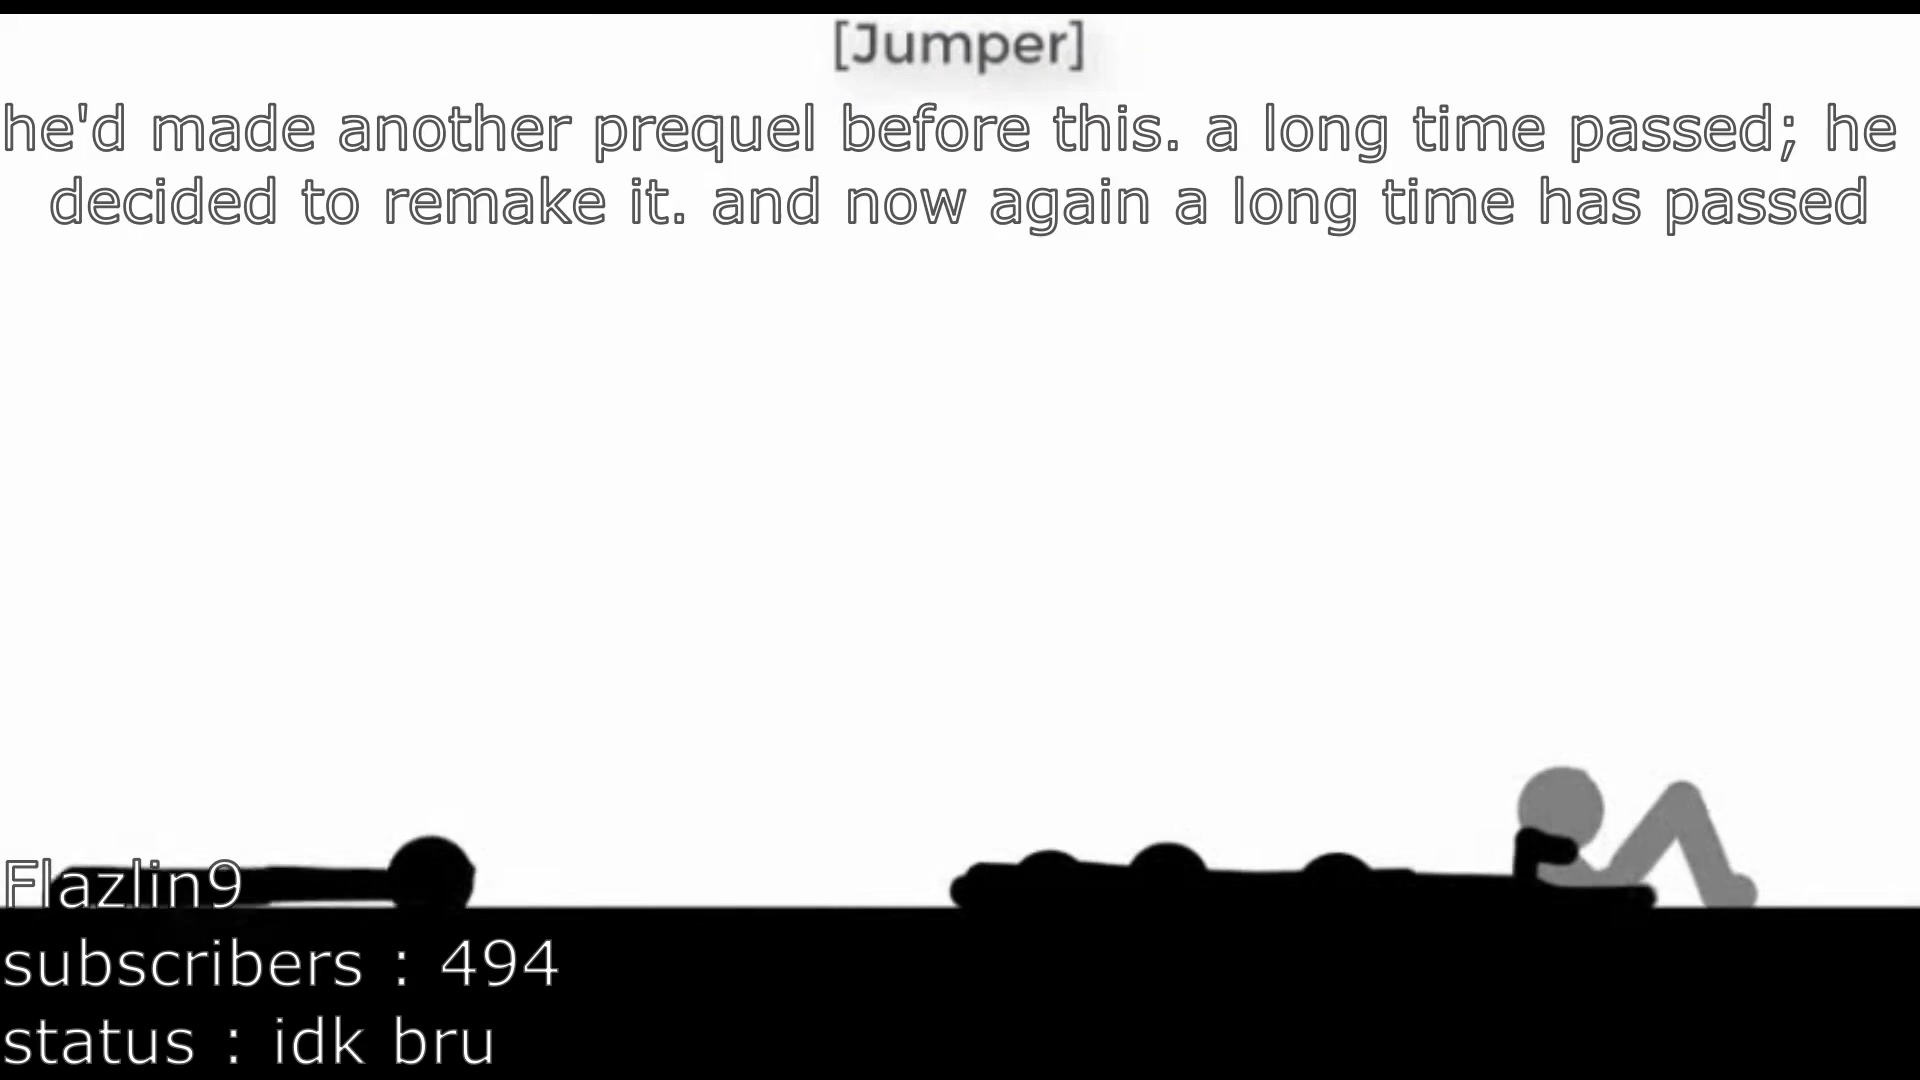 [Jumper]
he'd made another prequel before this. a long time passed; he
decided to remake it. and now again a long time has passed
Flazlin9
subscribers : 494
status : idk bru